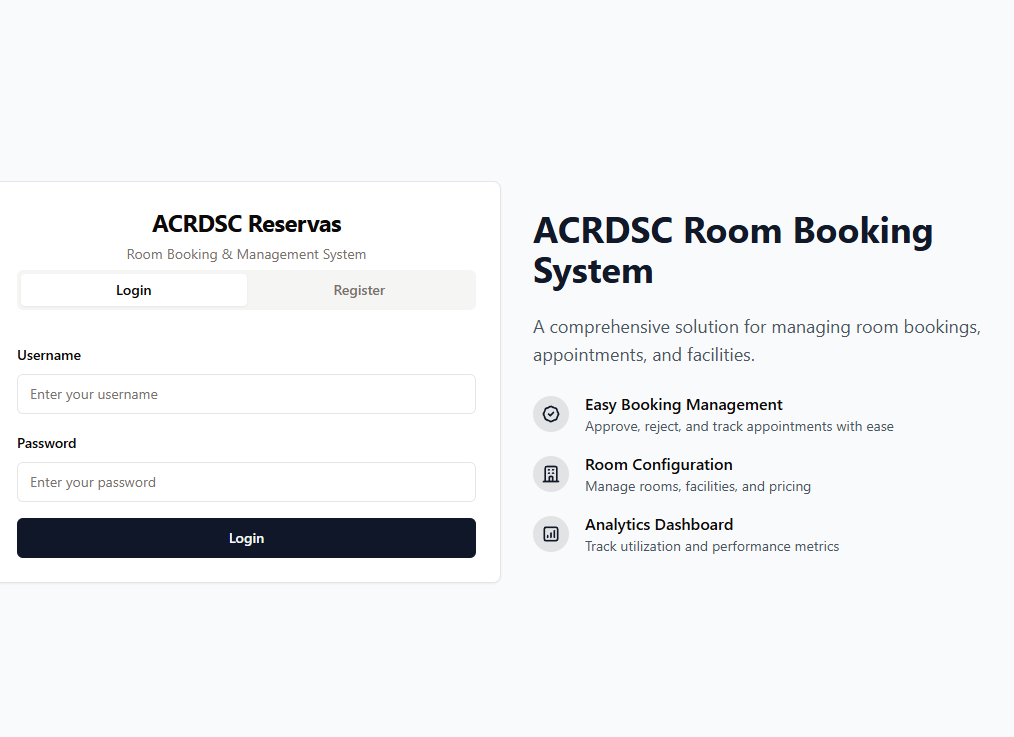 ACRDSC Reservas
Room Booking & Management System
Login
Register
Username
Enter your username
Password
Enter your password
Login
ACRDSC Room Booking
System
A comprehensive solution for managing room bookings,
appointments, and facilities.
Easy Booking Management
Approve, reject, and track appointments with ease
Room Configuration
Manage rooms, facilities, and pricing
Analytics Dashboard
Track utilization and performance metrics